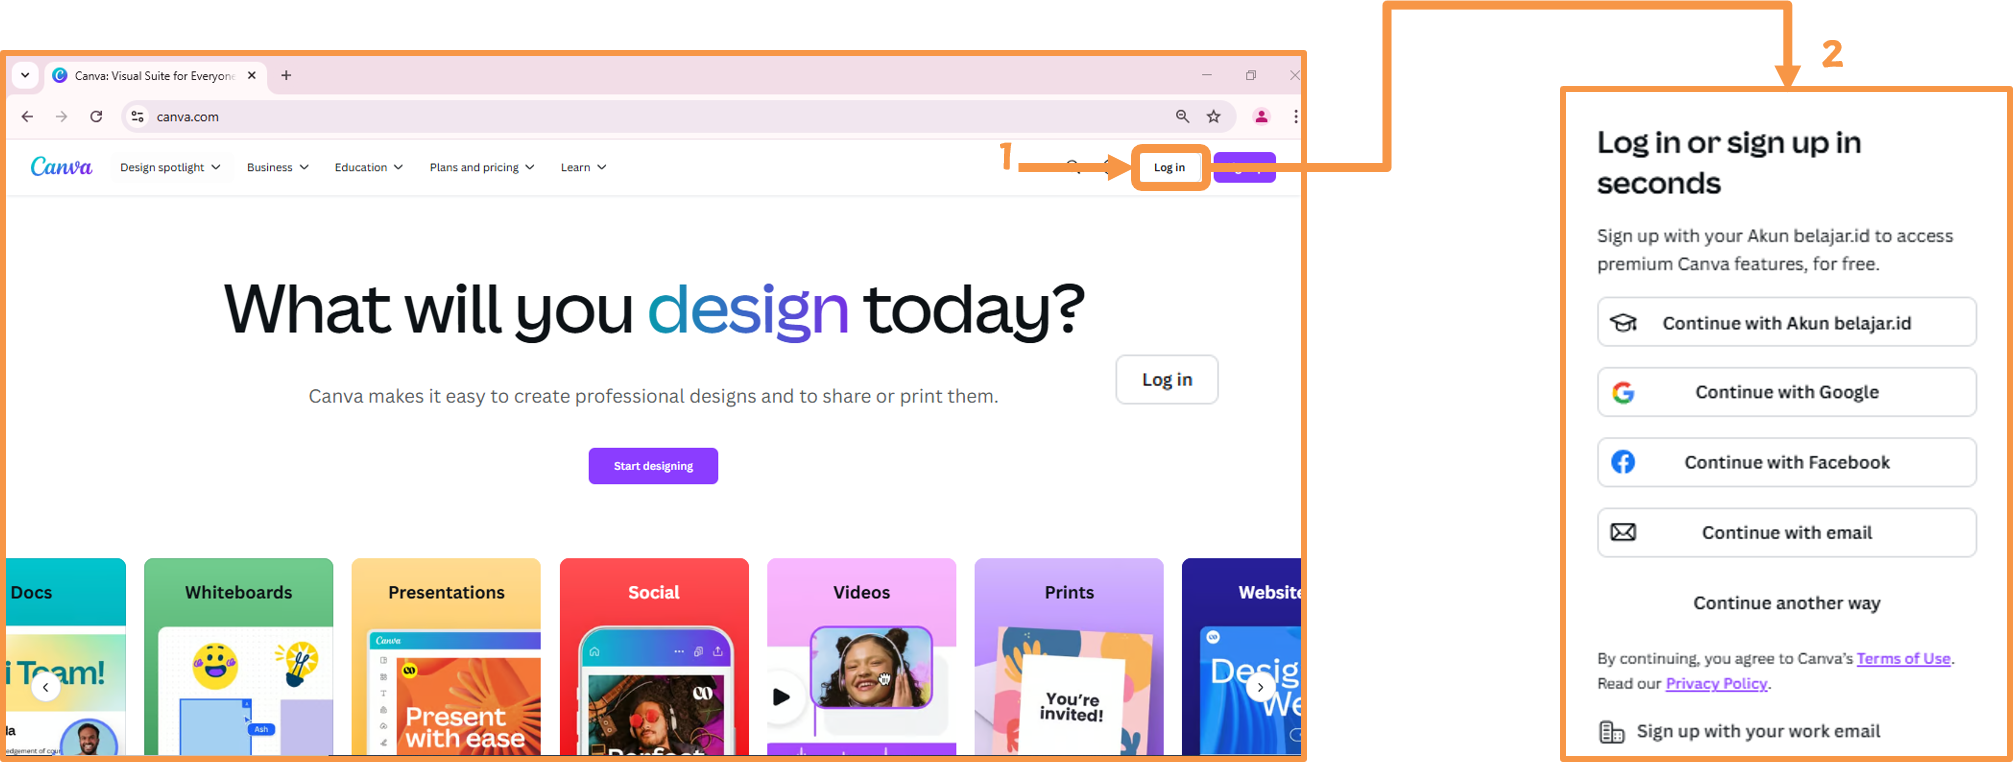 2
Canva: Visual Suite for Everyone
canva.com
1
Canva
Design spotlight
Business
Education
Plans and pricing
Learn
Log in
What will you design today?
Canva makes it easy to create professional designs and to share or print them.
Log in
Start designing
Docs
Whiteboards
Presentations
Social
Videos
Prints
i Team!
Ash
Canva
Present
with ease
You're
invited!
Log in or sign up in
seconds
Sign up with your Akun belajar.id to access
premium Canva features, for free.
Continue with Akun belajar.id
Continue with Google
Continue with Facebook
Continue with email
Continue another way
By continuing, you agree to Canva's Terms of Use.
Read our Privacy Policy.
Sign up with your work email